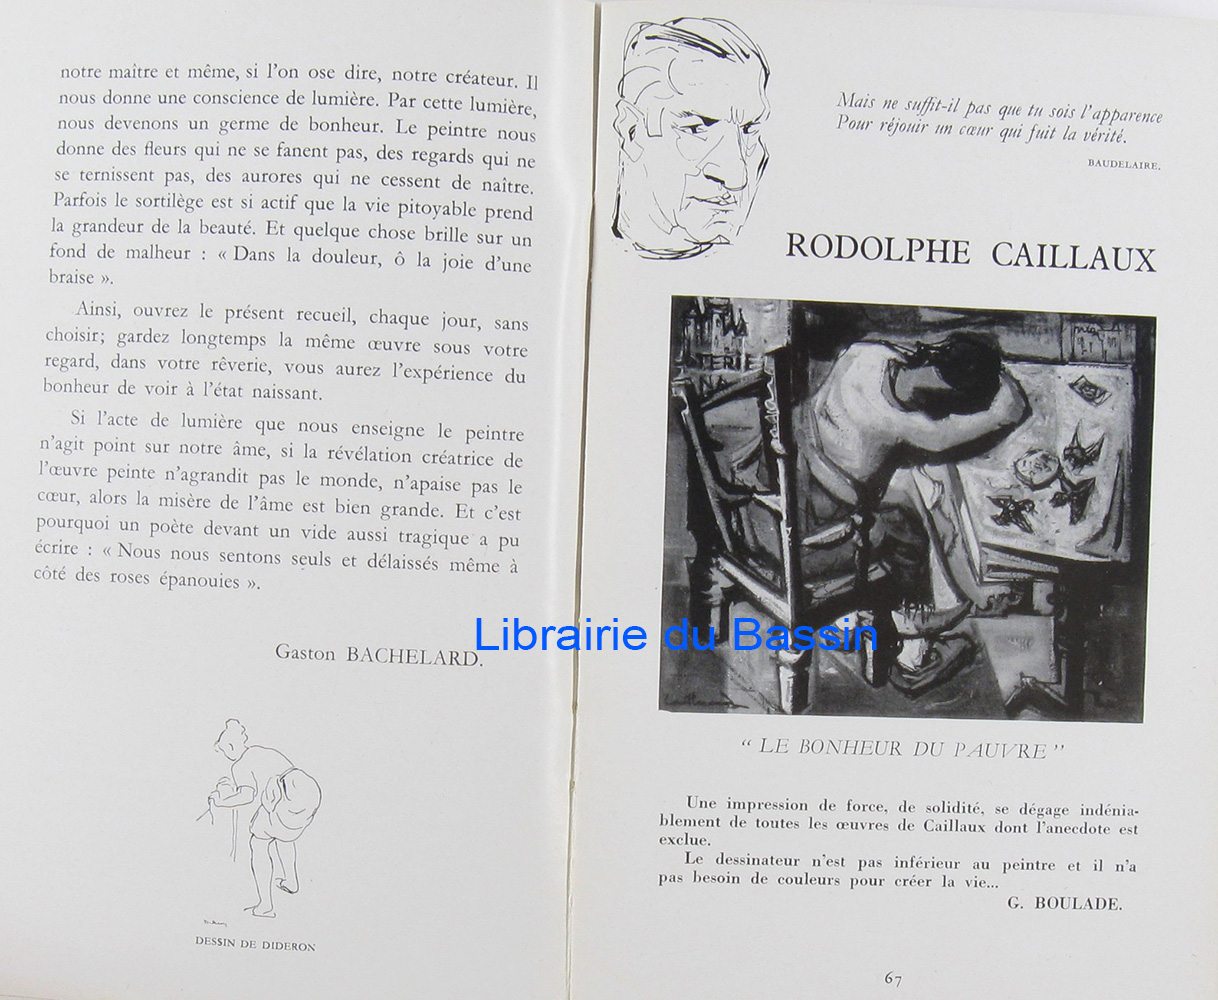 notre maître et même, si l'on ose dire, notre créateur. Il
nous donne une conscience de lumière. Par cette lumière,
nous devenons un germe de bonheur. Le peintre nous
donne des fleurs qui ne se fanent pas, des regards qui ne
se ternissent pas, des aurores qui ne cessent de naître.
Parfois le sortilège est si actif que la vie pitoyable prend
la grandeur de la beauté. Et quelque chose brille sur un
fond de malheur : « Dans la douleur, ô la joie d'une
braise ».
Ainsi, ouvrez le présent recueil, chaque jour, sans
choisir; gardez longtemps la même œuvre sous votre
regard, dans votre rêverie, vous aurez l'expérience du
bonheur de voir à l'état naissant.
Si l'acte de lumière que nous enseigne le peintre
n'agit point sur notre âme, si la révélation créatrice de
l'œuvre peinte n'agrandit pas le monde, n'apaise pas le
cœur, alors la misère de l'âme est bien grande. Et c'est
pourquoi un poète devant un vide aussi tragique a pu
écrire : « Nous nous sentons seuls et délaissés même à
côté des roses épanouies ».
Gaston BACHELARD.
DESSIN DE DIDERON
Mais ne suffit-il pas que tu sois l'apparence
Pour réjouir un cœur qui fuit la vérité.
BAUDELAIRE.
RODOLPHE CAILLAUX
Librairie du Bassin
“ LE BONHEUR DU PAUVRE ”
Une impression de force, de solidité, se dégage indénia-
blement de toutes les œuvres de Caillaux dont l'anecdote est
exclue.
Le dessinateur n'est pas inférieur au peintre et il n'a
pas besoin de couleurs pour créer la vie...
G. BOULADE.
67